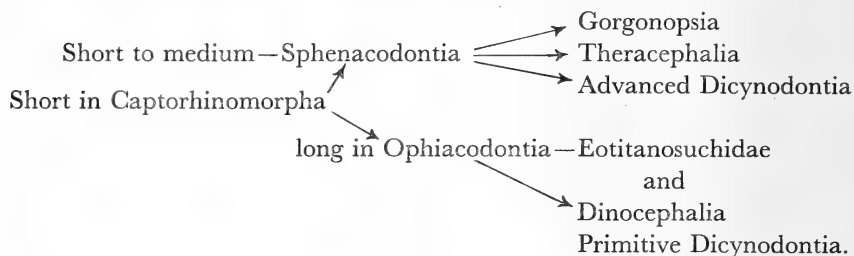 Gorgonopsia
Short to medium—Sphenacodontia
Theracephalia
Advanced Dicynodontia
Short in Captorhinomorpha
long in Ophiacodontia—Eotitanosuchidae
and
Dinocephalia
Primitive Dicynodontia.